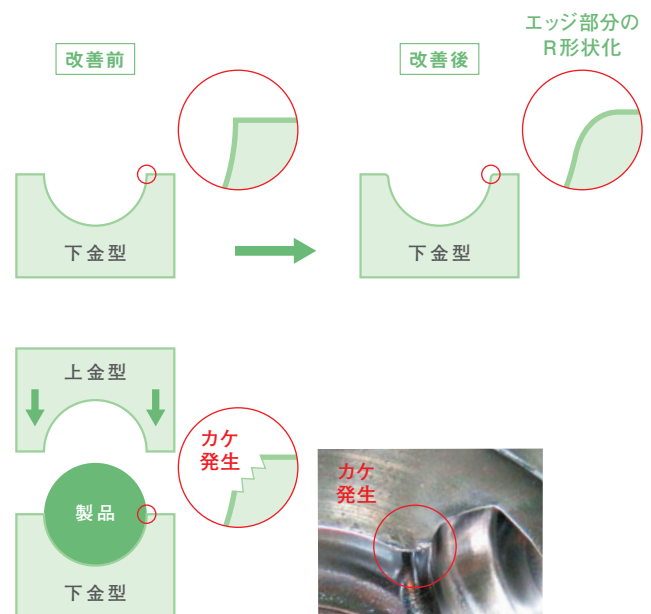 エッジ部分の
R形状化
改善前
改善後
下金型
下金型
上金型
カケ
発生
製品
下金型
カケ
発生